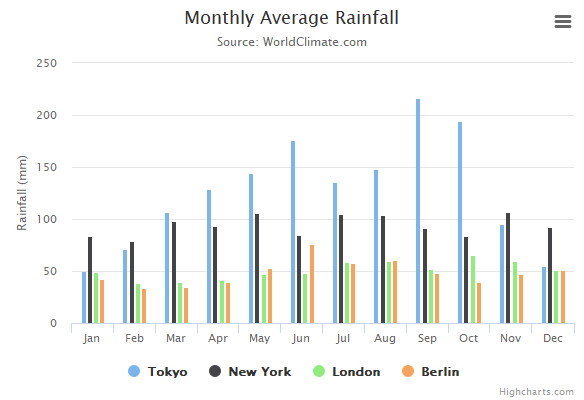 Monthly Average Rainfall
Source: WorldClimate.com
Rainfall (mm)
250
200
150
100
50
0
Jan Feb Mar Apr May Jun Jul Aug Sep Oct Nov Dec
Tokyo New York London Berlin
Highcharts.com